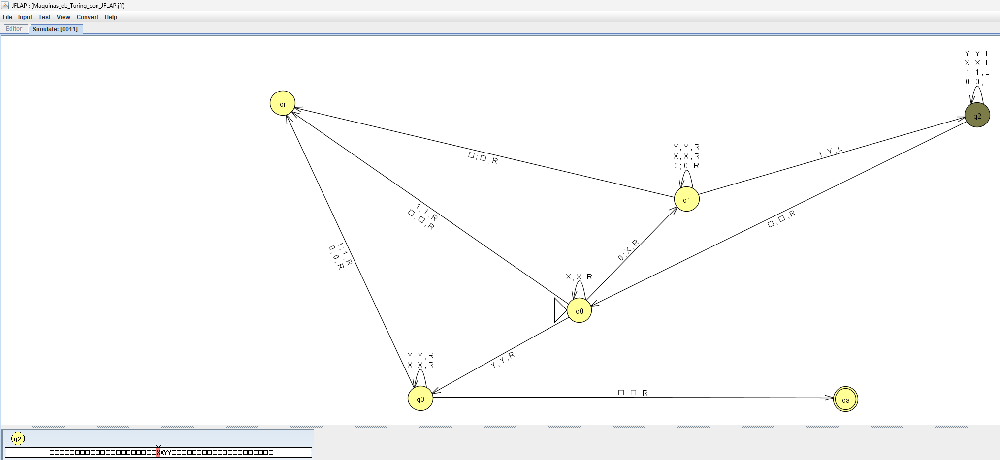 JFLAP : (Maquinas_de_Turing_con_JFLAP.jff)
File Input Test View Convert Help
Editor Simulate: [0011]
Y ; Y , L
X ; X , L
1 ; 1 , L
0 ; 0 , L
qr
q2
Y ; Y , R
X ; X , R
0 ; 0 , R
□ ; □ , R
1 ; Y , L
q1
1 ; 1 , R
□ ; □ , R
□ ; □ , R
1 ; 1 , R
0 ; 0 , R
0 ; X , R
X ; X , R
q0
Y ; Y , R
X ; X , R
Y ; Y , R
□ ; □ , R
q3
qa
q2
XXYY